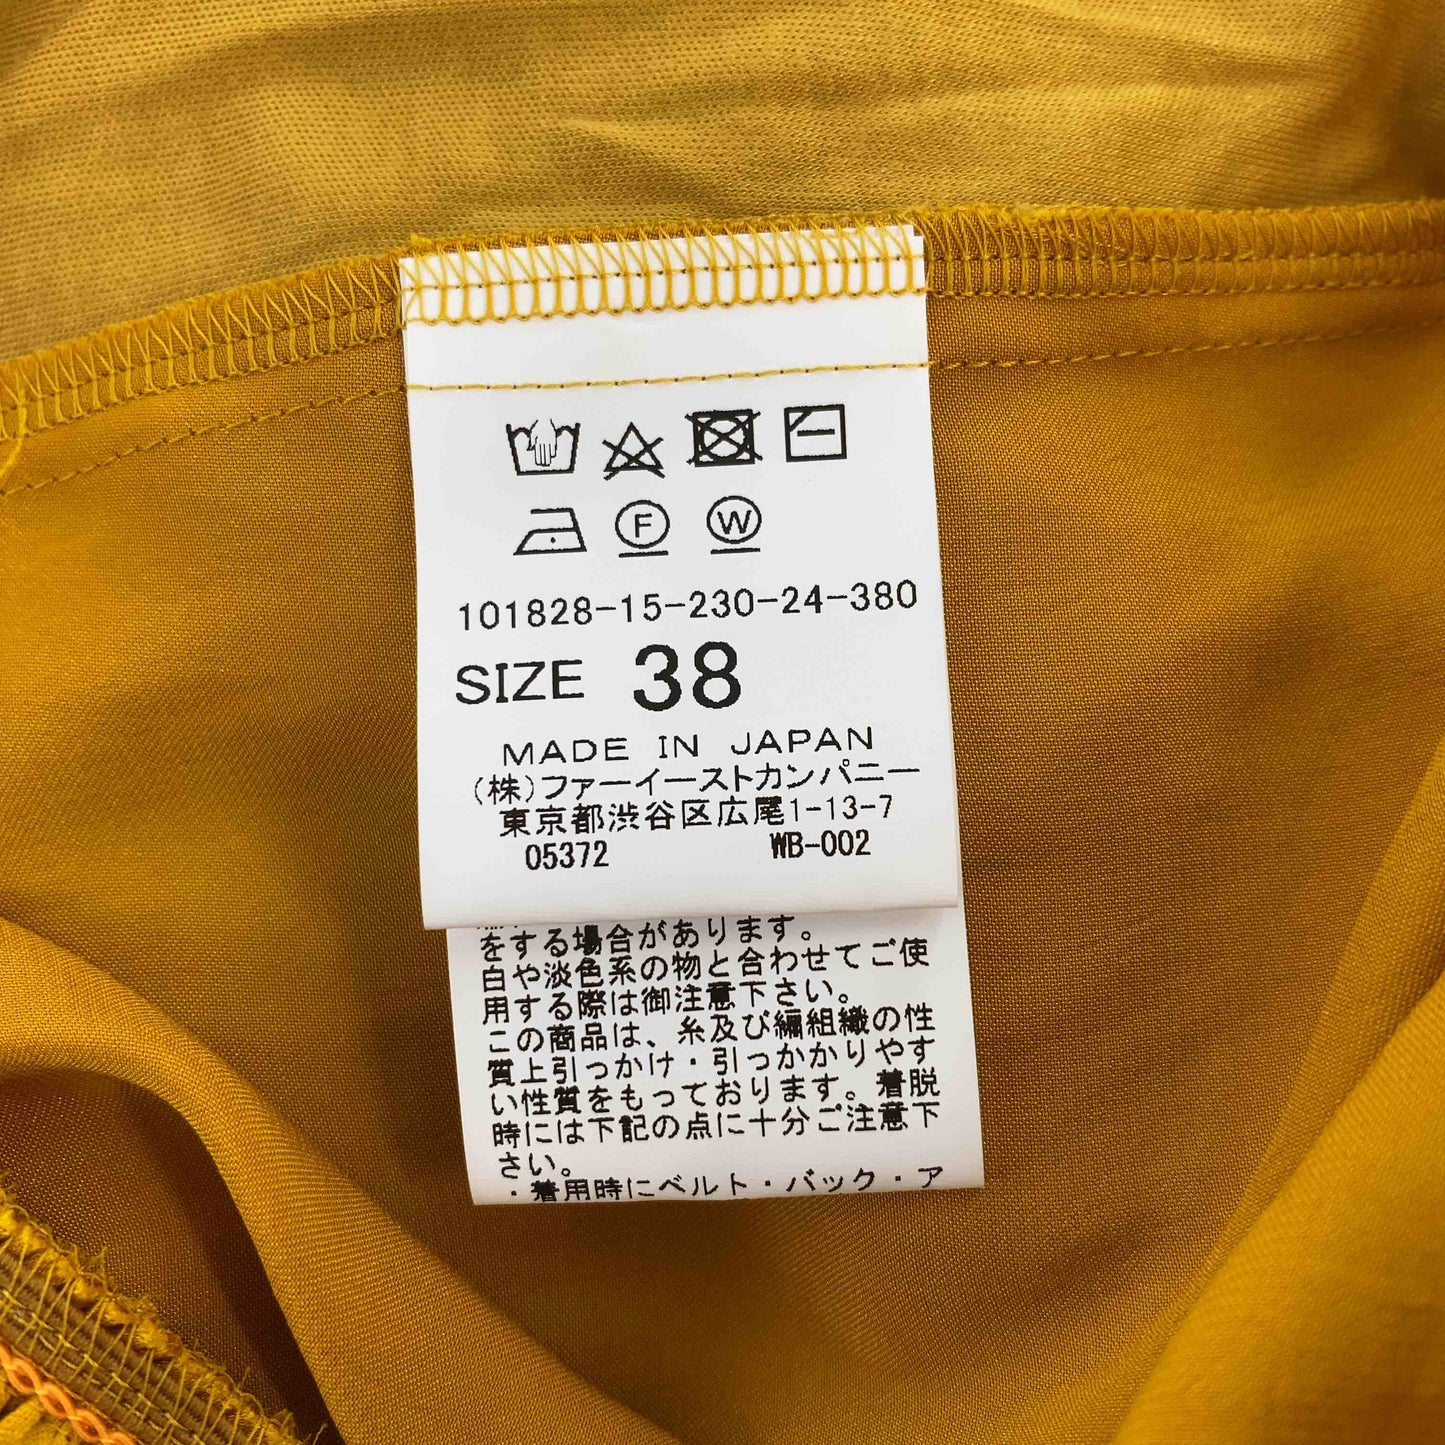 F W
101828-15-230-24-380
SIZE 38
MADE IN JAPAN
(株)ファーイーストカンパニー
東京都渋谷区広尾1-13-7
05372 WB-002
をする場合があります。
白や淡色系の物と合わせてご使
用する際は御注意下さい。
この商品は、糸及び編組織の性
質上引っかけ・引っかかりやす
い性質をもっております。着脱
時には下記の点に十分ご注意下
さい。
・着用時にベルト・バック・ア